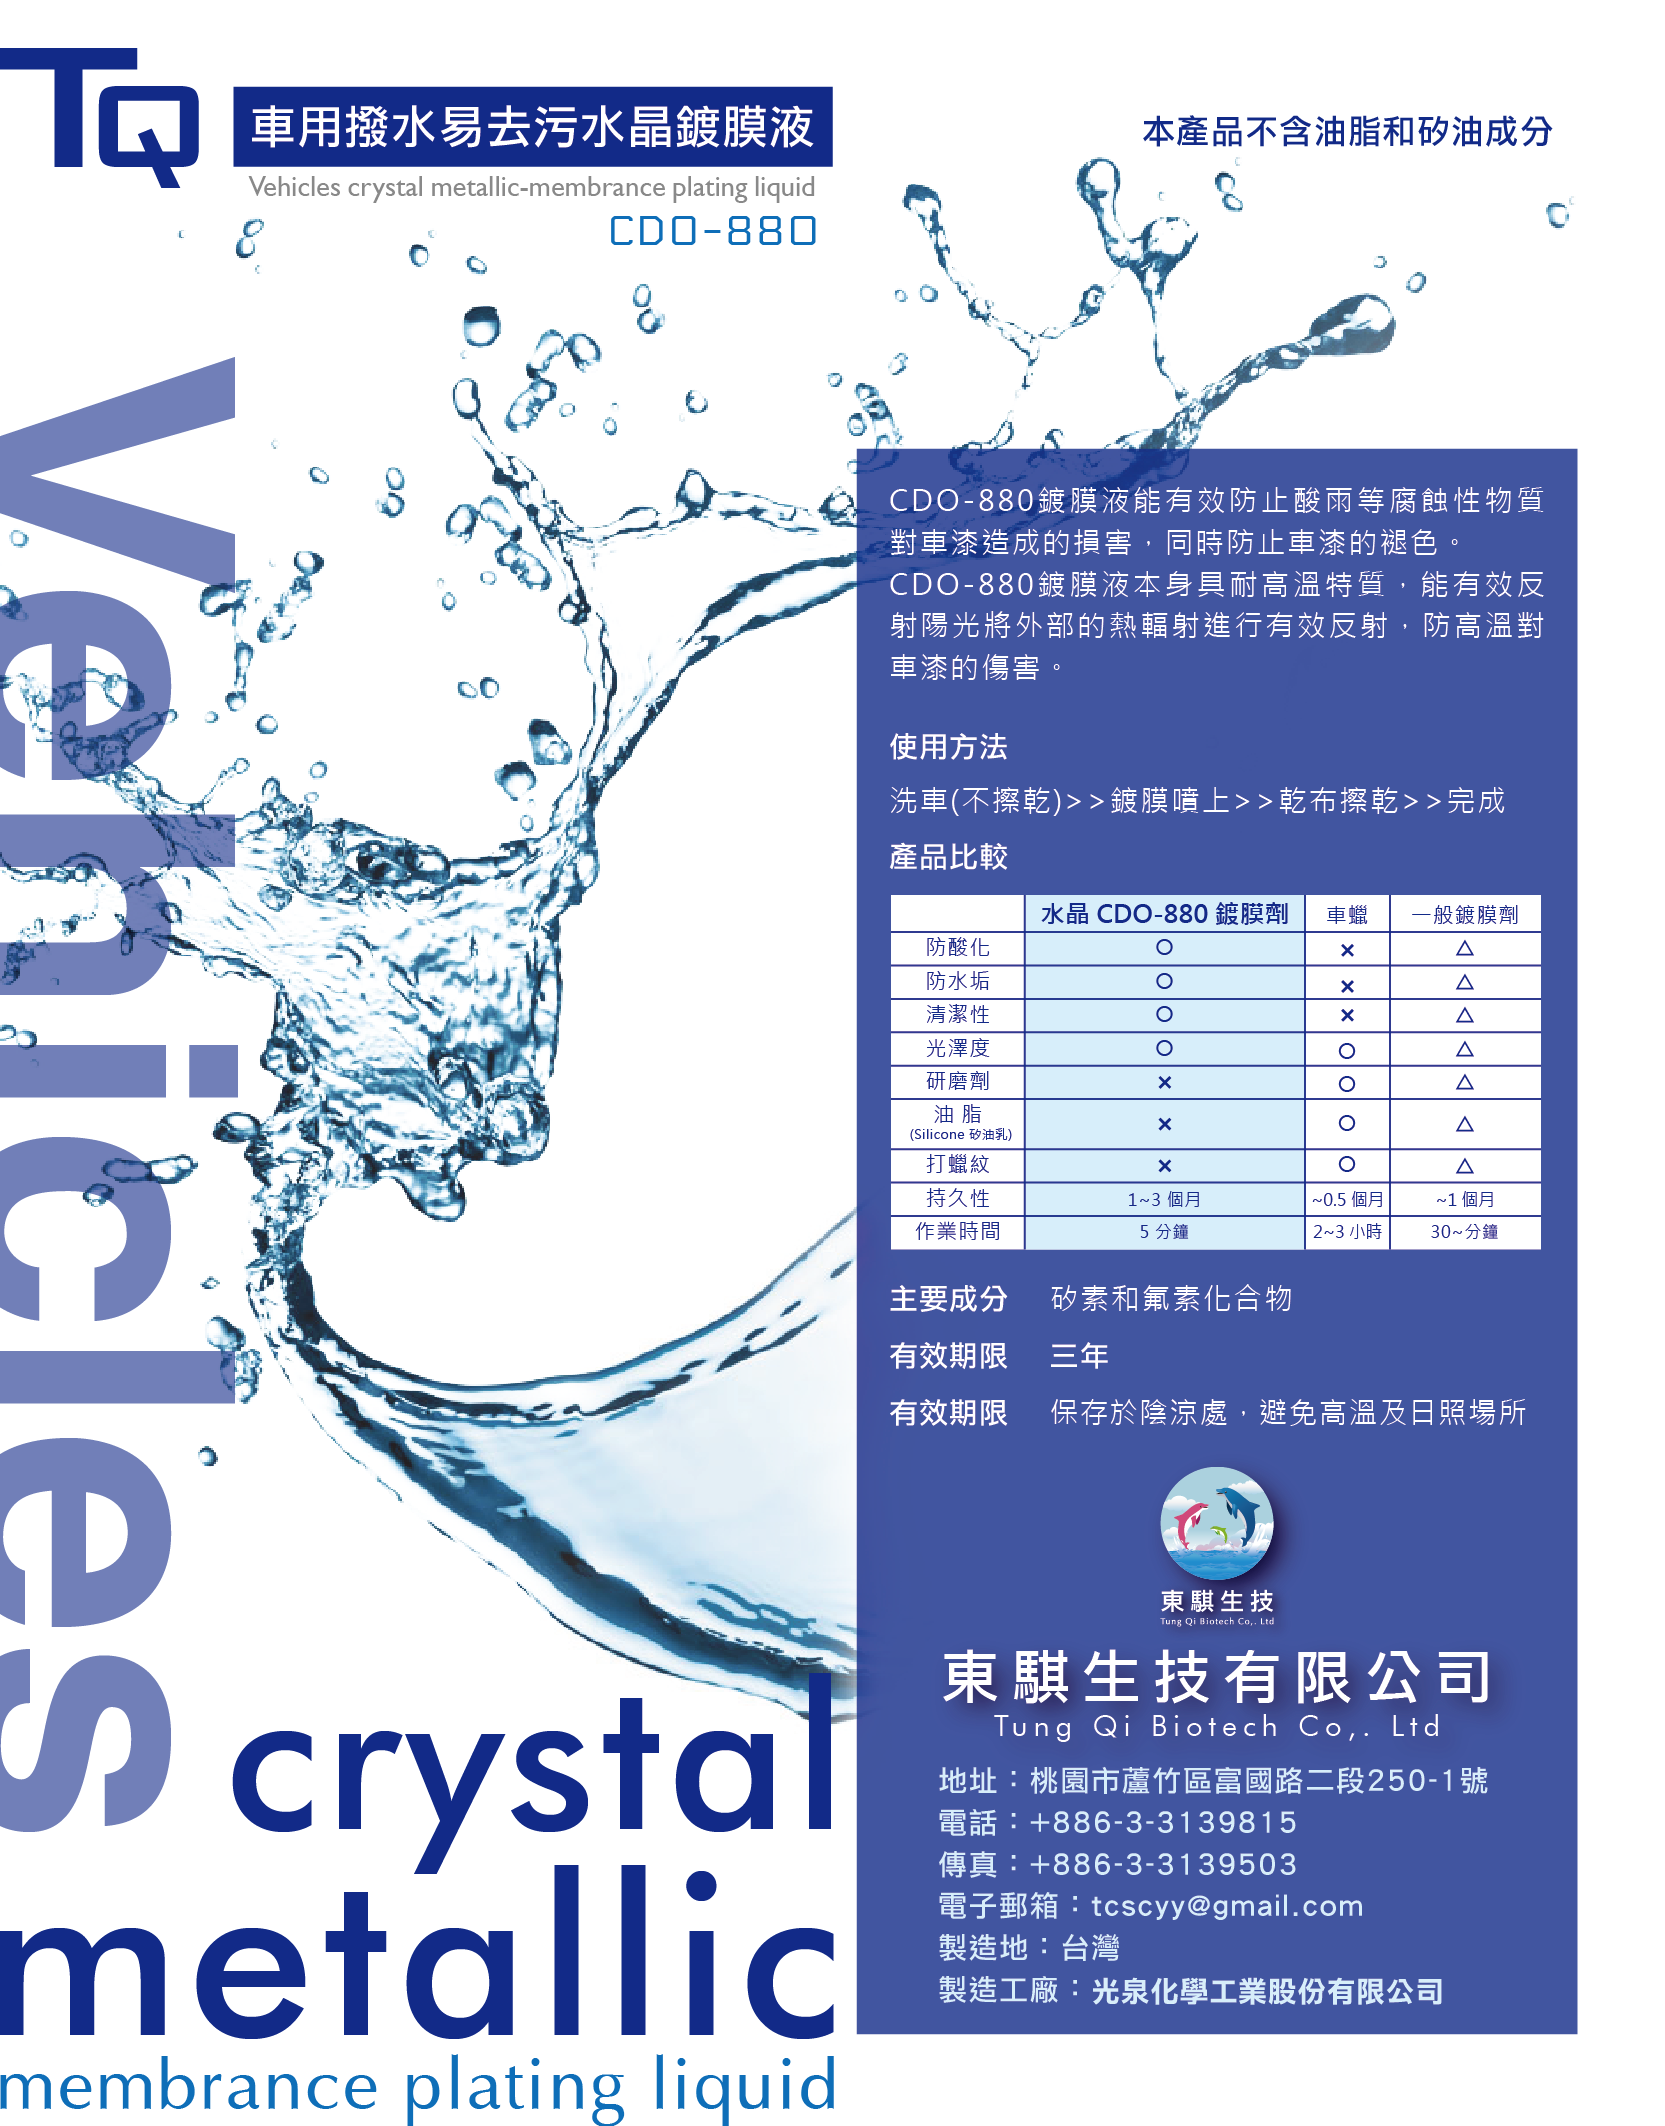 TQ
車用撥水易去污水晶鍍膜液
Vehicles crystal metallic-membrance plating liquid
CDO-880
本產品不含油脂和矽油成分
Vehicles
CDO-880鍍膜液能有效防止酸雨等腐蝕性物質
對車漆造成的損害，同時防止車漆的褪色。
CDO-880鍍膜液本身具耐高溫特質，能有效反
射陽光將外部的熱輻射進行有效反射，防高溫對
車漆的傷害。
使用方法
洗車(不擦乾)>>鍍膜噴上>>乾布擦乾>>完成
產品比較
水晶 CDO-880 鍍膜劑 車蠟 一般鍍膜劑
防酸化 ○ × △
防水垢 ○ × △
清潔性 ○ × △
光澤度 ○ ○ △
研磨劑 × ○ △
油 脂 × ○ △
(Silicone 矽油乳)
打蠟紋 × ○ △
持久性 1~3 個月 ~0.5 個月 ~1 個月
作業時間 5 分鐘 2~3 小時 30~分鐘
主要成分 矽素和氟素化合物
有效期限 三年
有效期限 保存於陰涼處，避免高溫及日照場所
東騏生技
Tung Qi Biotech Co,. Ltd
東騏生技有限公司
Tung Qi Biotech Co,. Ltd
地址：桃園市蘆竹區富國路二段250-1號
電話：+886-3-3139815
傳真：+886-3-3139503
電子郵箱：tcscyy@gmail.com
製造地：台灣
製造工廠：光泉化學工業股份有限公司
crystal
metallic
membrance plating liquid